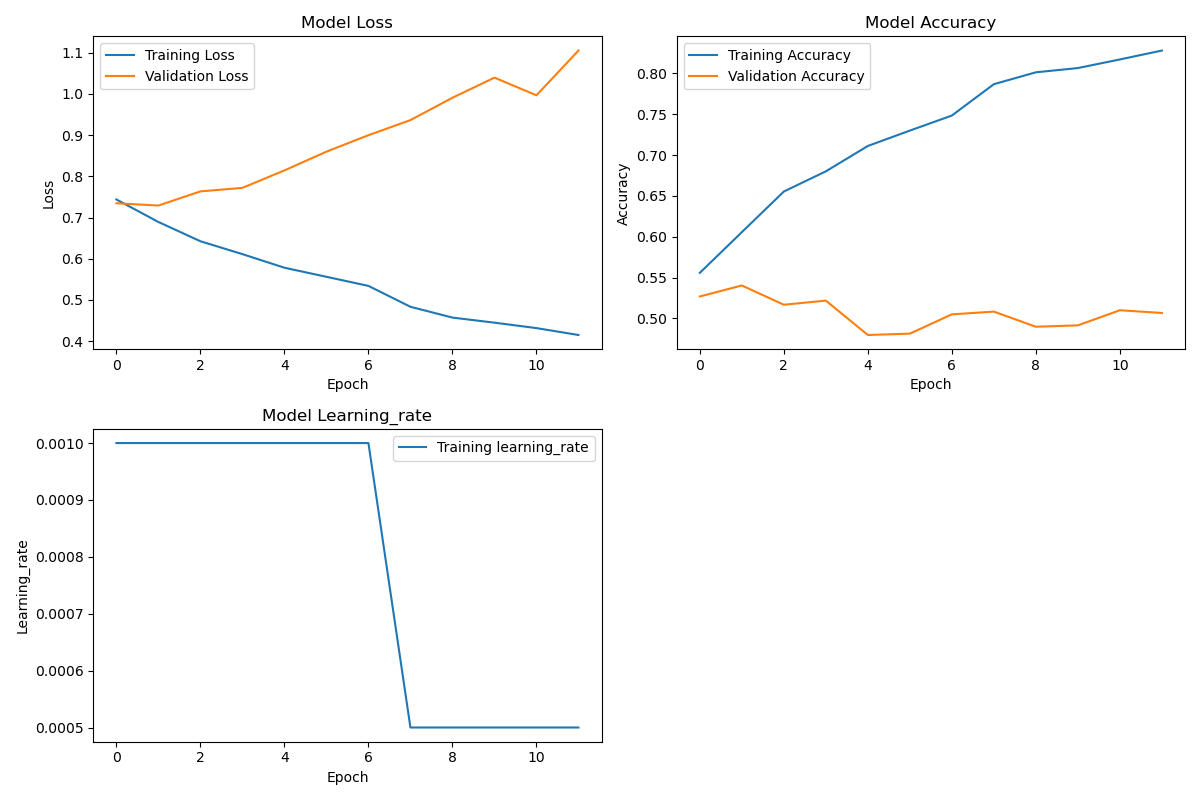 Model Loss
Training Loss
Validation Loss
1.1
1.0
0.9
0.8
0.7
0.6
0.5
0.4
Loss
0 2 4 6 8 10
Epoch
Model Accuracy
Training Accuracy
Validation Accuracy
0.80
0.75
0.70
0.65
0.60
0.55
0.50
Accuracy
0 2 4 6 8 10
Epoch
Model Learning_rate
Training learning_rate
0.0010
0.0009
0.0008
0.0007
0.0006
0.0005
Learning_rate
0 2 4 6 8 10
Epoch